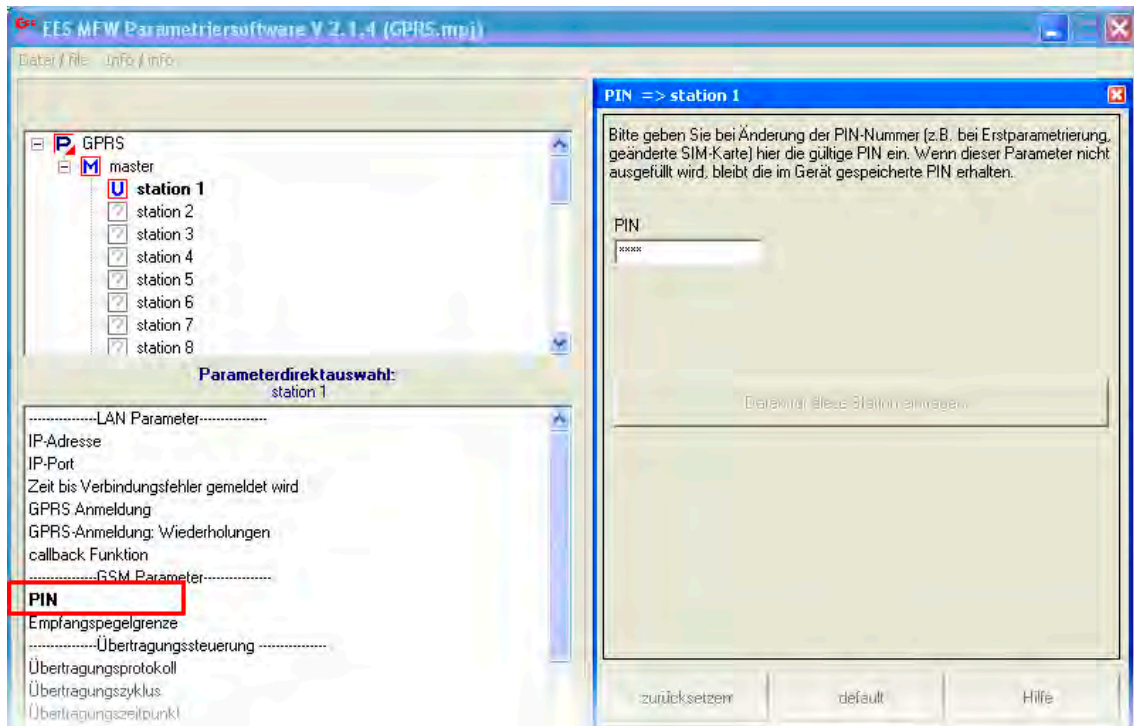 EES MFW Parametriersoftware V 2.1.4 (GPRS.mpj)
Datei / file Info / info
GPRS
master
station 1
station 2
station 3
station 4
station 5
station 6
station 7
station 8
Parameterdirektauswahl:
station 1
---------------LAN Parameter---------------
IP-Adresse
IP-Port
Zeit bis Verbindungsfehler gemeldet wird
GPRS Anmeldung
GPRS-Anmeldung: Wiederholungen
callback Funktion
---------------GSM Parameter---------------
PIN
Empfangspegelgrenze
---------------Übertragungssteuerung ---------------
Übertragungsprotokoll
Übertragungszyklus
Übertragungszeitpunkt
PIN => station 1
Bitte geben Sie bei Änderung der PIN-Nummer (z.B. bei Erstparametrierung,
geänderte SIM-Karte) hier die gültige PIN ein. Wenn dieser Parameter nicht
ausgefüllt wird, bleibt die im Gerät gespeicherte PIN erhalten.
PIN
****
Daten für diese Station eintragen
zurücksetzen default Hilfe